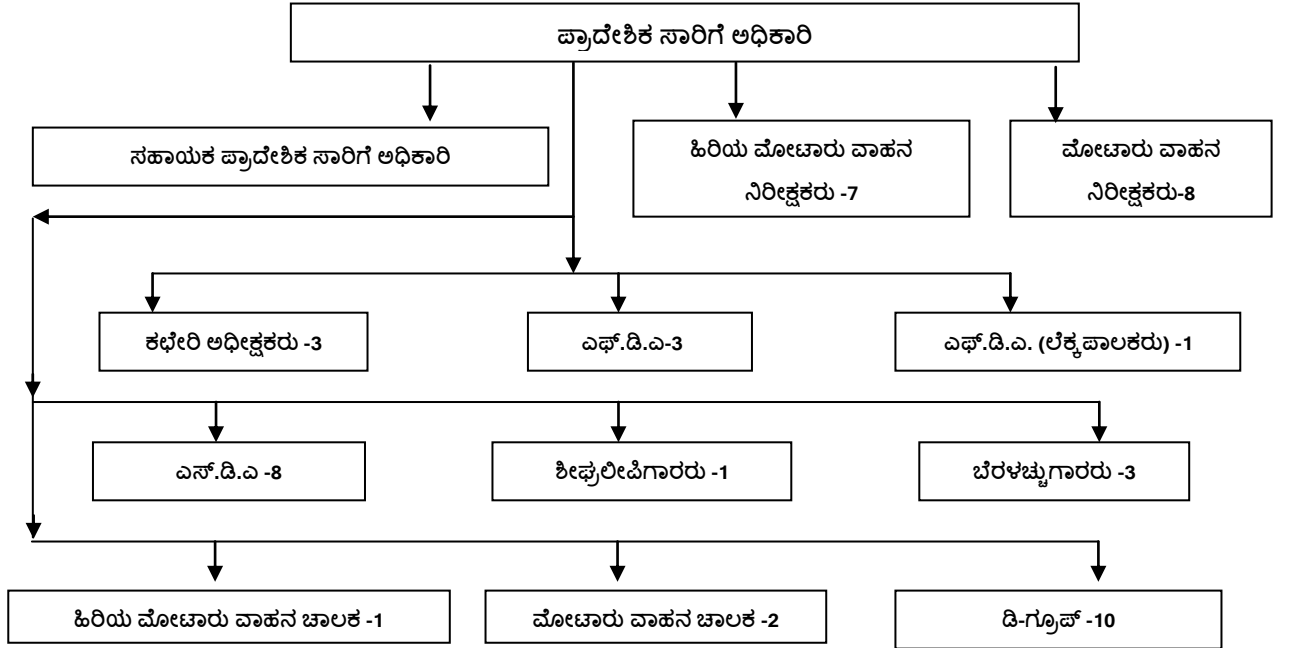 ಪ್ರಾದೇಶಿಕ ಸಾರಿಗೆ ಅಧಿಕಾರಿ
ಸಹಾಯಕ ಪ್ರಾದೇಶಿಕ ಸಾರಿಗೆ ಅಧಿಕಾರಿ
ಹಿರಿಯ ಮೋಟಾರು ವಾಹನ
ನಿರೀಕ್ಷಕರು -7
ಮೋಟಾರು ವಾಹನ
ನಿರೀಕ್ಷಕರು-8
ಕಛೇರಿ ಅಧೀಕ್ಷಕರು -3
ಎಫ್.ಡಿ.ಎ-3
ಎಫ್.ಡಿ.ಎ. (ಲೆಕ್ಕಪಾಲಕರು) -1
ಎಸ್.ಡಿ.ಎ -8
ಶೀಘ್ರಲೀಪಿಗಾರರು -1
ಬೆರಳಚ್ಚುಗಾರರು -3
ಹಿರಿಯ ಮೋಟಾರು ವಾಹನ ಚಾಲಕ -1
ಮೋಟಾರು ವಾಹನ ಚಾಲಕ -2
ಡಿ-ಗ್ರೂಪ್ -10